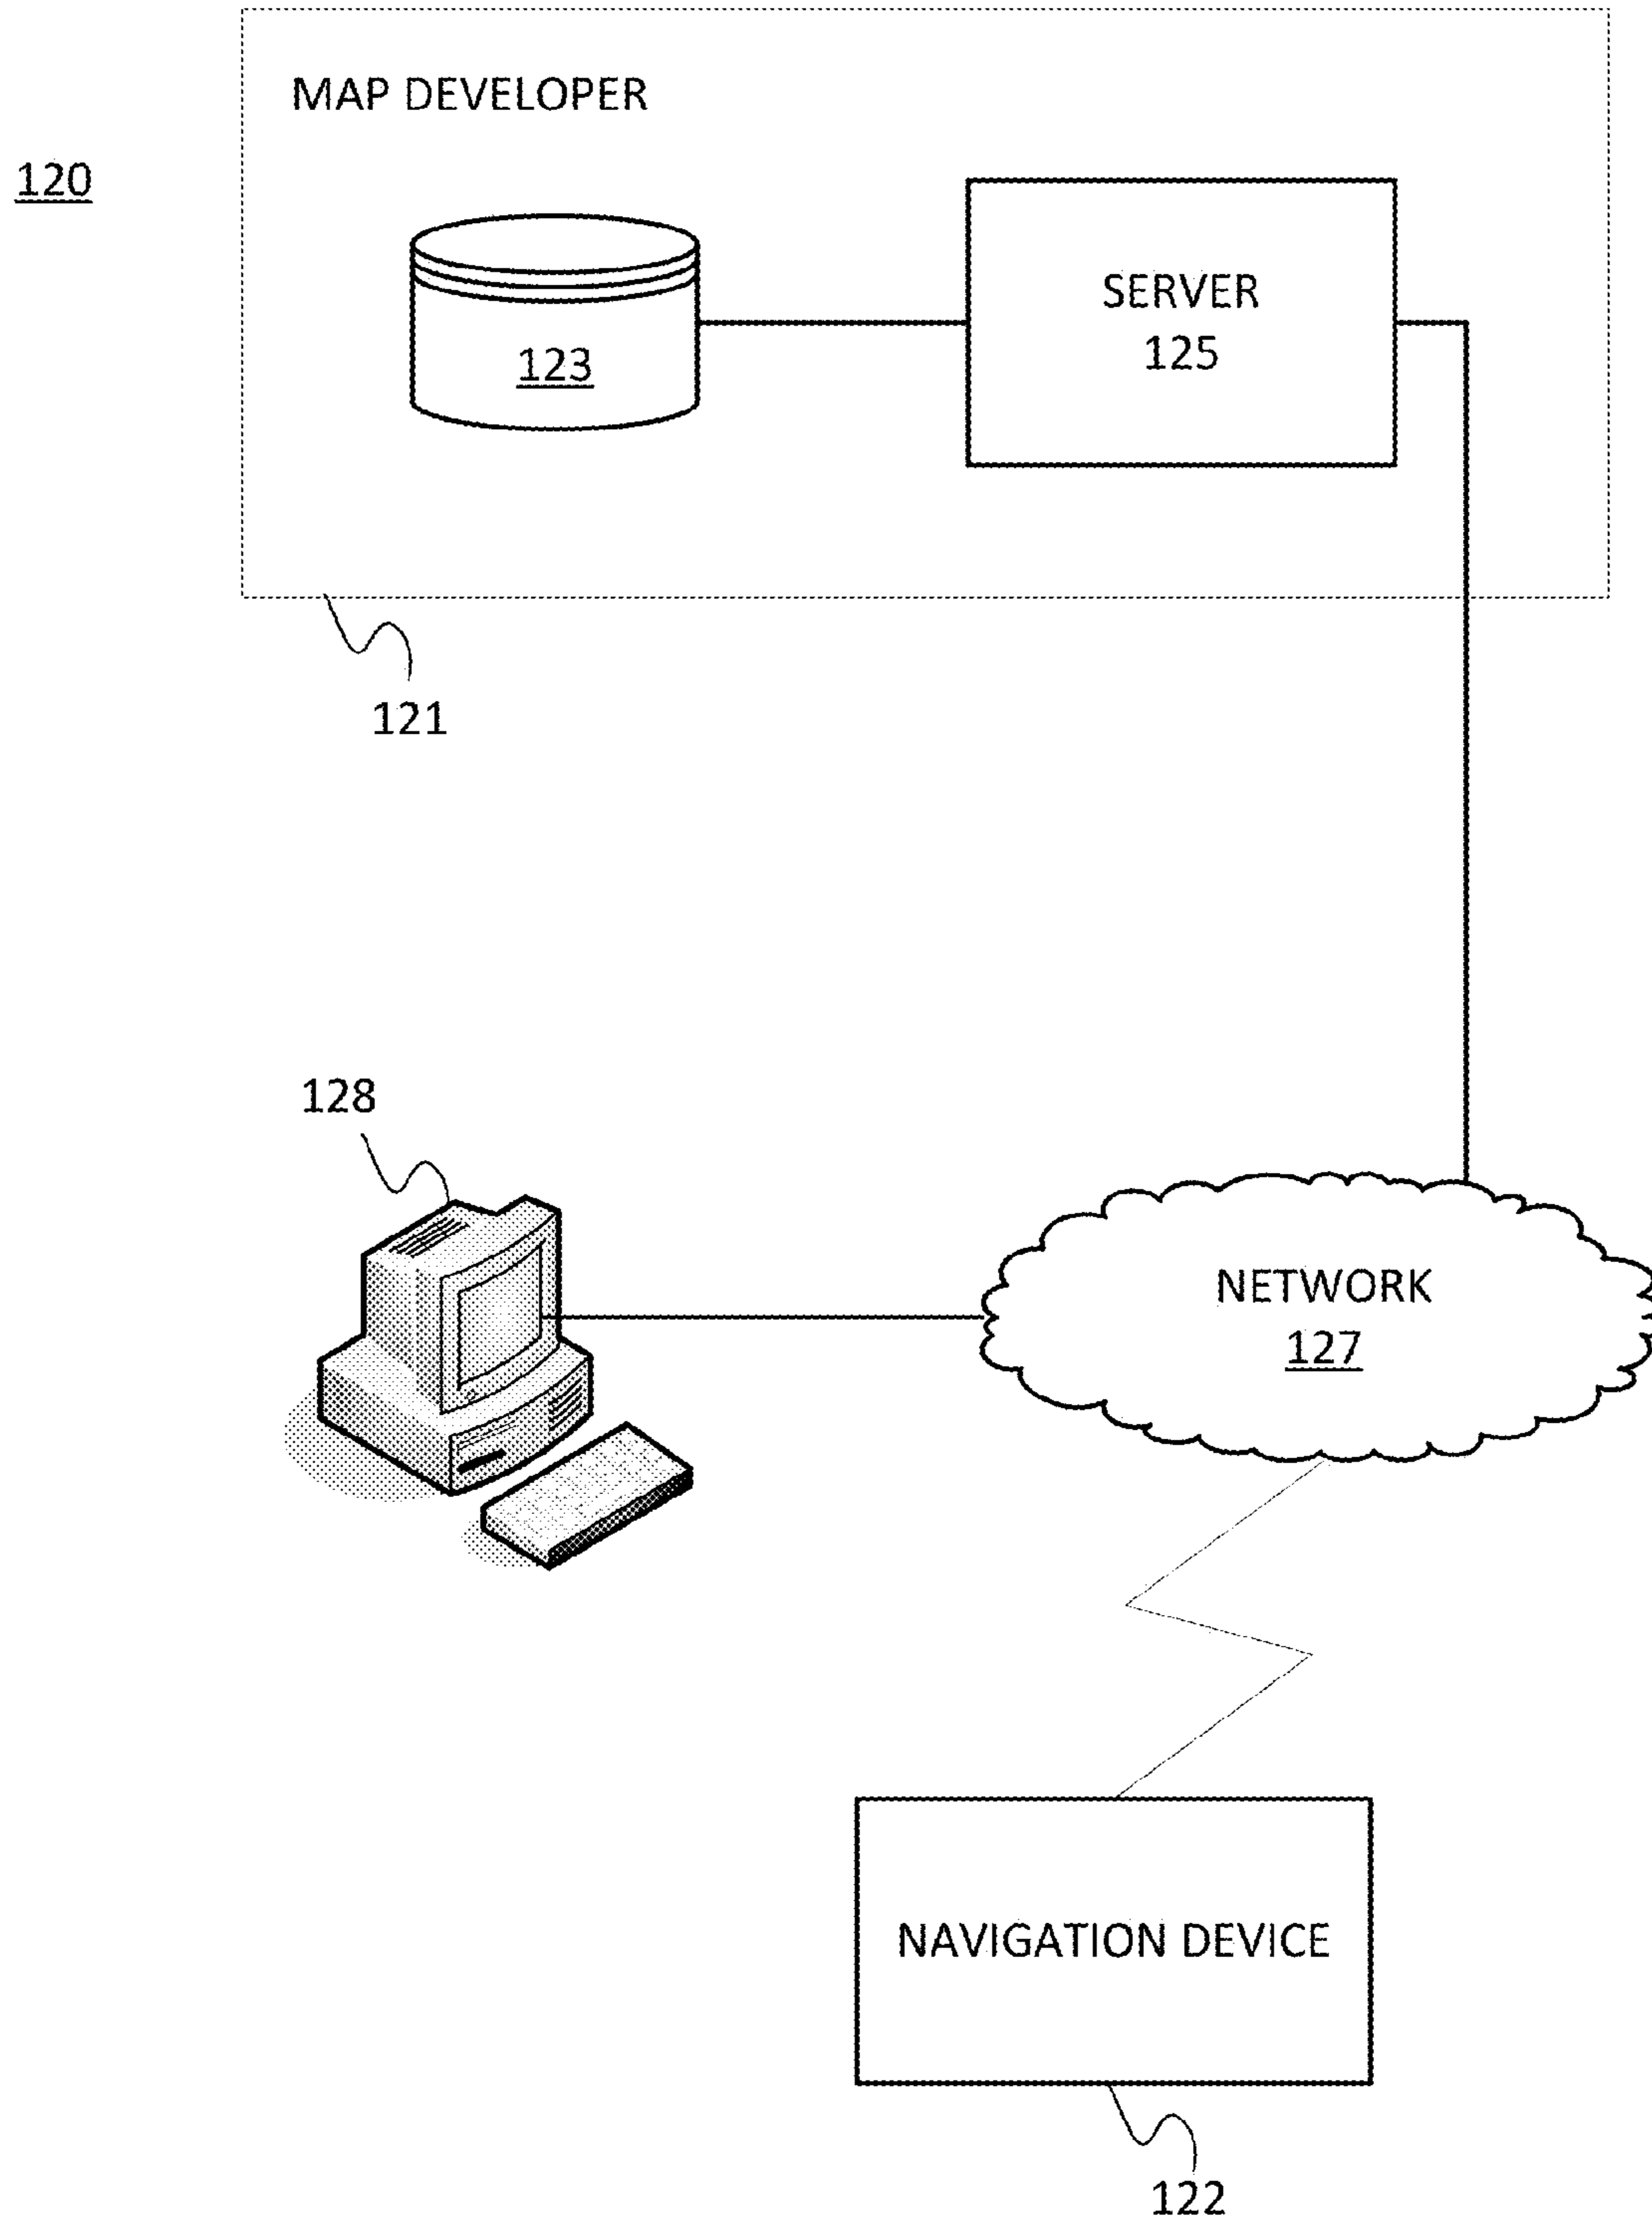 MAP DEVELOPER
120
SERVER
125
123
121
128
NETWORK
127
NAVIGATION DEVICE
122